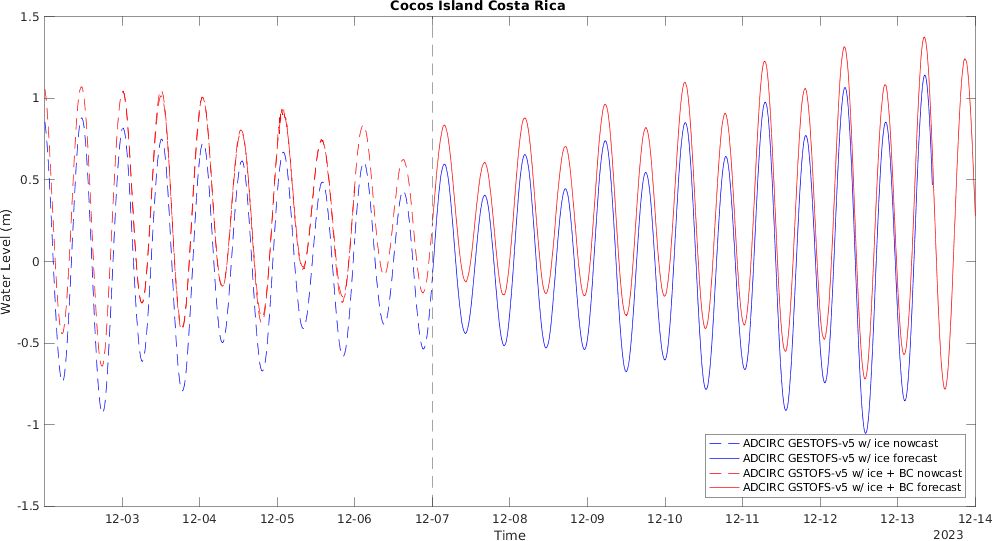 Cocos Island Costa Rica
1.5
1
0.5
0
-0.5
-1
-1.5
Water Level (m)
ADCIRC GESTOFS-v5 w/ ice nowcast
ADCIRC GESTOFS-v5 w/ ice forecast
ADCIRC GSTOFS-v5 w/ ice + BC nowcast
ADCIRC GSTOFS-v5 w/ ice + BC forecast
12-03 12-04 12-05 12-06 12-07 12-08 12-09 12-10 12-11 12-12 12-13 12-14
Time
2023